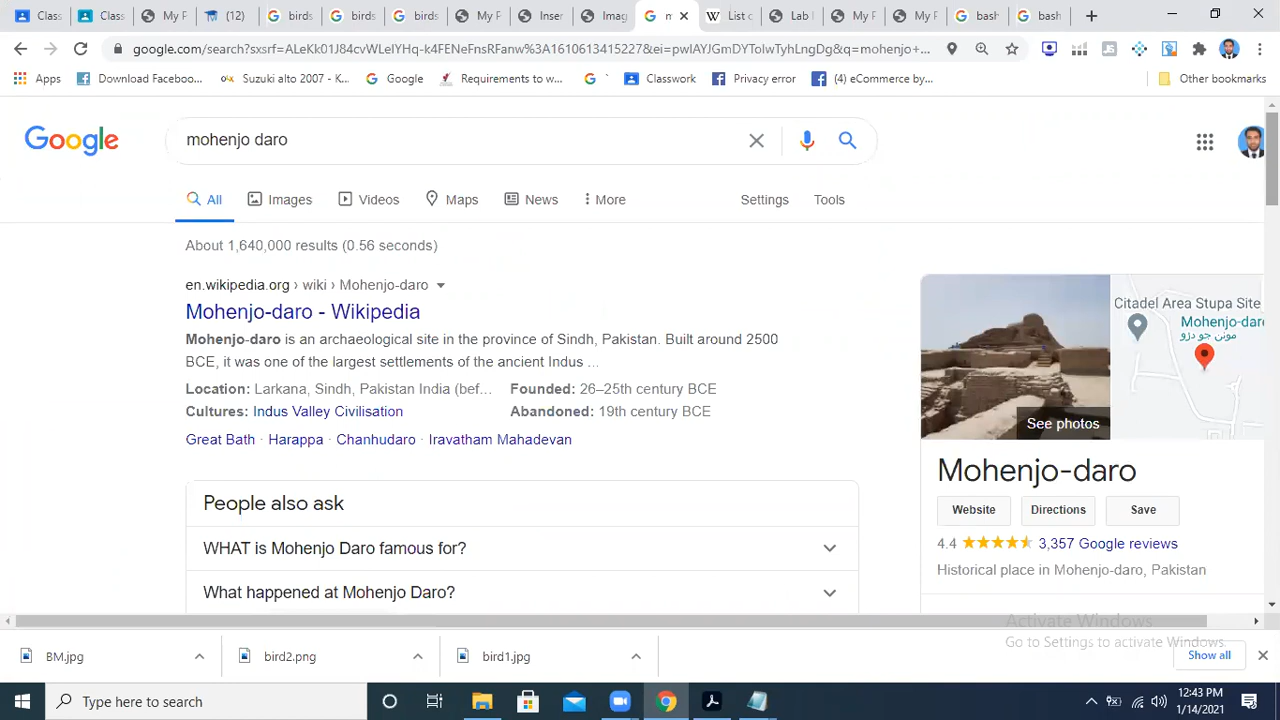 Class
Class
My P
(12)
birds
birds
birds
My P
Inser
Imag
m
List o
Lab
My P
My P
bash
bash
google.com/search?sxsrf=ALeKk01J84cvWLeIYHq-k4FENeFnsRFanw%3A1610613415227&ei=pwIAYJGmDYTolwTyhLngDg&q=mohenjo+...
Apps
Download Faceboo...
Suzuki alto 2007 - K...
Google
Requirements to w...
Classwork
Privacy error
(4) eCommerce by...
Other bookmarks
Google
mohenjo daro
All
Images
Videos
Maps
News
More
Settings
Tools
About 1,640,000 results (0.56 seconds)
en.wikipedia.org › wiki › Mohenjo-daro
Mohenjo-daro - Wikipedia
Mohenjo-daro is an archaeological site in the province of Sindh, Pakistan. Built around 2500
BCE, it was one of the largest settlements of the ancient Indus ...
Location: Larkana, Sindh, Pakistan India (bef... Founded: 26–25th century BCE
Cultures: Indus Valley Civilisation Abandoned: 19th century BCE
Great Bath · Harappa · Chanhudaro · Iravatham Mahadevan
People also ask
WHAT is Mohenjo Daro famous for?
What happened at Mohenjo Daro?
See photos
Citadel Area Stupa Site
Mohenjo-daro
موئن جو دڙو
Mohenjo-daro
Website
Directions
Save
4.4 3,357 Google reviews
Historical place in Mohenjo-daro, Pakistan
Activate Windows
Go to Settings to activate Windows.
BM.jpg
bird2.png
bird1.jpg
Show all
Type here to search
12:43 PM
1/14/2021